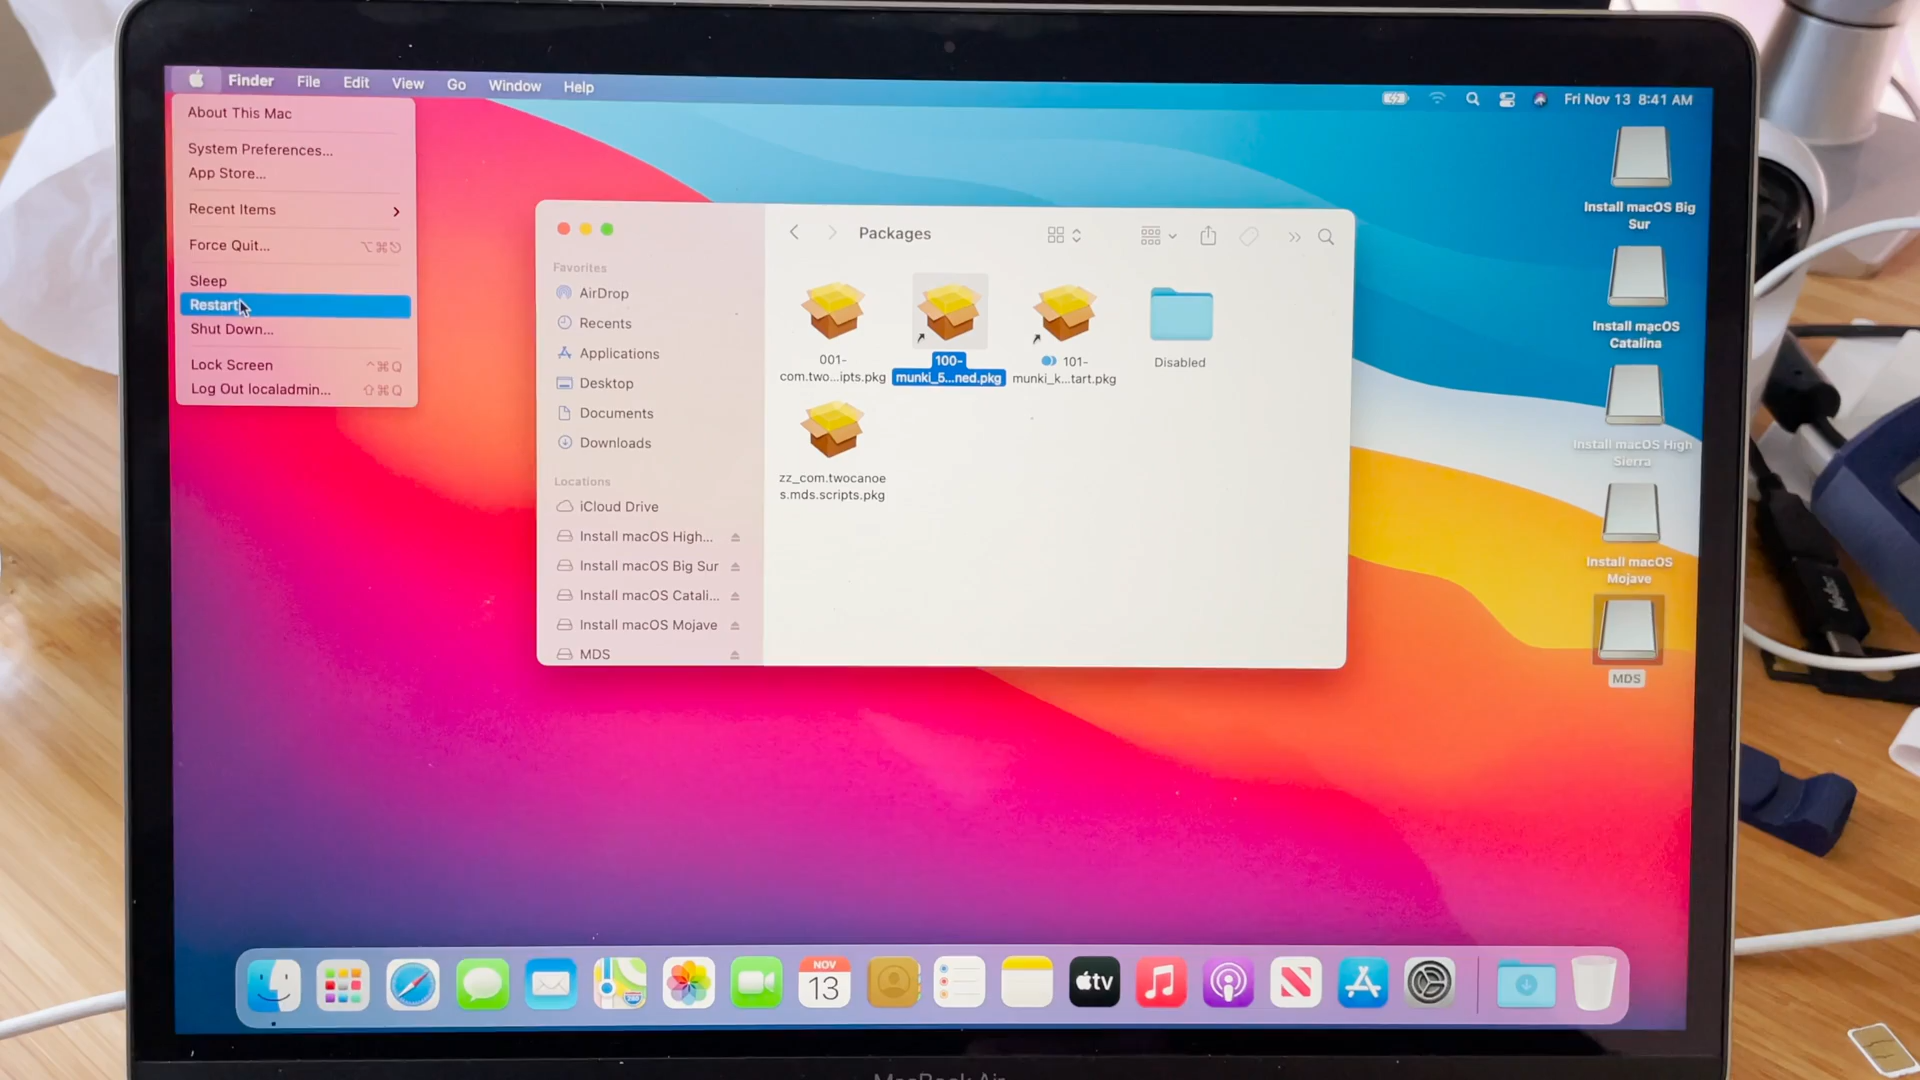 Finder File Edit View Go Window Help
Fri Nov 13 8:41 AM
About This Mac
System Preferences...
App Store...
Recent Items
Force Quit... ⌥⌘⎋
Sleep
Restart
Shut Down...
Lock Screen ^⌘Q
Log Out localadmin... ⇧⌘Q
Packages
Favorites
AirDrop
Recents
Applications
Desktop
Documents
Downloads
Locations
iCloud Drive
Install macOS High...
Install macOS Big Sur
Install macOS Catali...
Install macOS Mojave
MDS
001-
com.two...ipts.pkg
100-
munki_5...ned.pkg
101-
munki_k...tart.pkg
Disabled
zz_com.twocanoe
s.mds.scripts.pkg
Install macOS Big
Sur
Install macOS
Catalina
Install macOS High
Sierra
Install macOS
Mojave
MDS
NOV
13
tv
MacBook Air